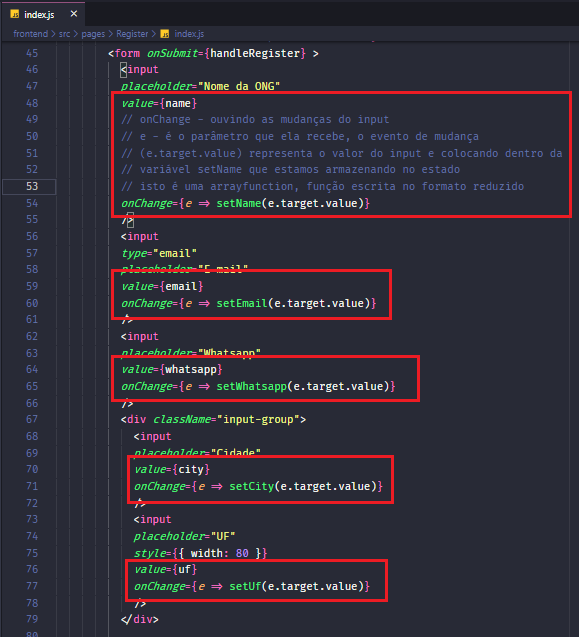 index.js ×
frontend > src > pages > Register > index.js
45 <form onSubmit={handleRegister} >
46 <input
47 placeholder="Nome da ONG"
48 value={name}
49 // onChange - ouvindo as mudanças do input
50 // e - é o parâmetro que ela recebe, o evento de mudança
51 // (e.target.value) representa o valor do input e colocando dentro da
52 // variável setName que estamos armazenando no estado
53 // isto é uma arrayfunction, função escrita no formato reduzido
54 onChange={e => setName(e.target.value)}
55 />
56 <input
57 type="email"
58 placeholder="E-mail"
59 value={email}
60 onChange={e => setEmail(e.target.value)}
61 />
62 <input
63 placeholder="Whatsapp"
64 value={whatsapp}
65 onChange={e => setWhatsapp(e.target.value)}
66 />
67 <div className="input-group">
68 <input
69 placeholder="Cidade"
70 value={city}
71 onChange={e => setCity(e.target.value)}
72 />
73 <input
74 placeholder="UF"
75 style={{ width: 80 }}
76 value={uf}
77 onChange={e => setUf(e.target.value)}
78 />
79 </div>
80